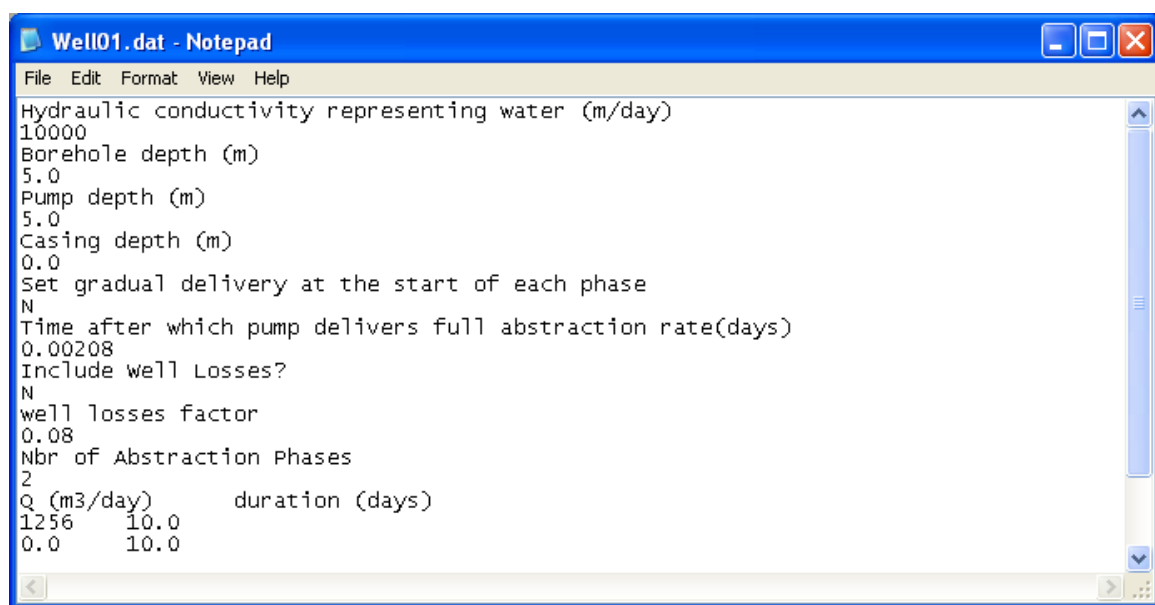 Well01.dat - Notepad
File Edit Format View Help
Hydraulic conductivity representing water (m/day)
10000
Borehole depth (m)
5.0
Pump depth (m)
5.0
Casing depth (m)
0.0
Set gradual delivery at the start of each phase
N
Time after which pump delivers full abstraction rate(days)
0.00208
Include Well Losses?
N
well losses factor
0.08
Nbr of Abstraction Phases
2
Q (m3/day) duration (days)
1256 10.0
0.0 10.0